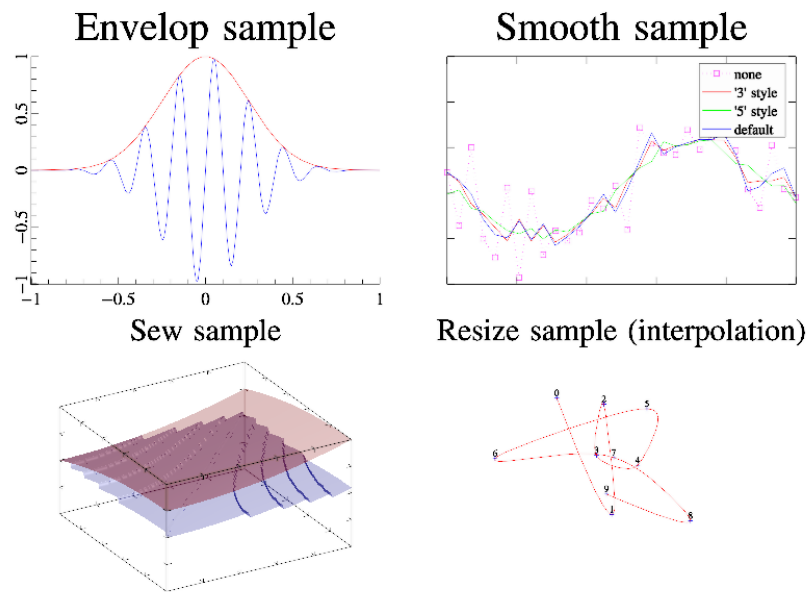 Envelop sample
Smooth sample
1
0.5
0
−0.5
−1
−1
−0.5
0
0.5
1
none
'3' style
'5' style
default
Sew sample
Resize sample (interpolation)
0
2
5
6
3
7
4
9
1
8